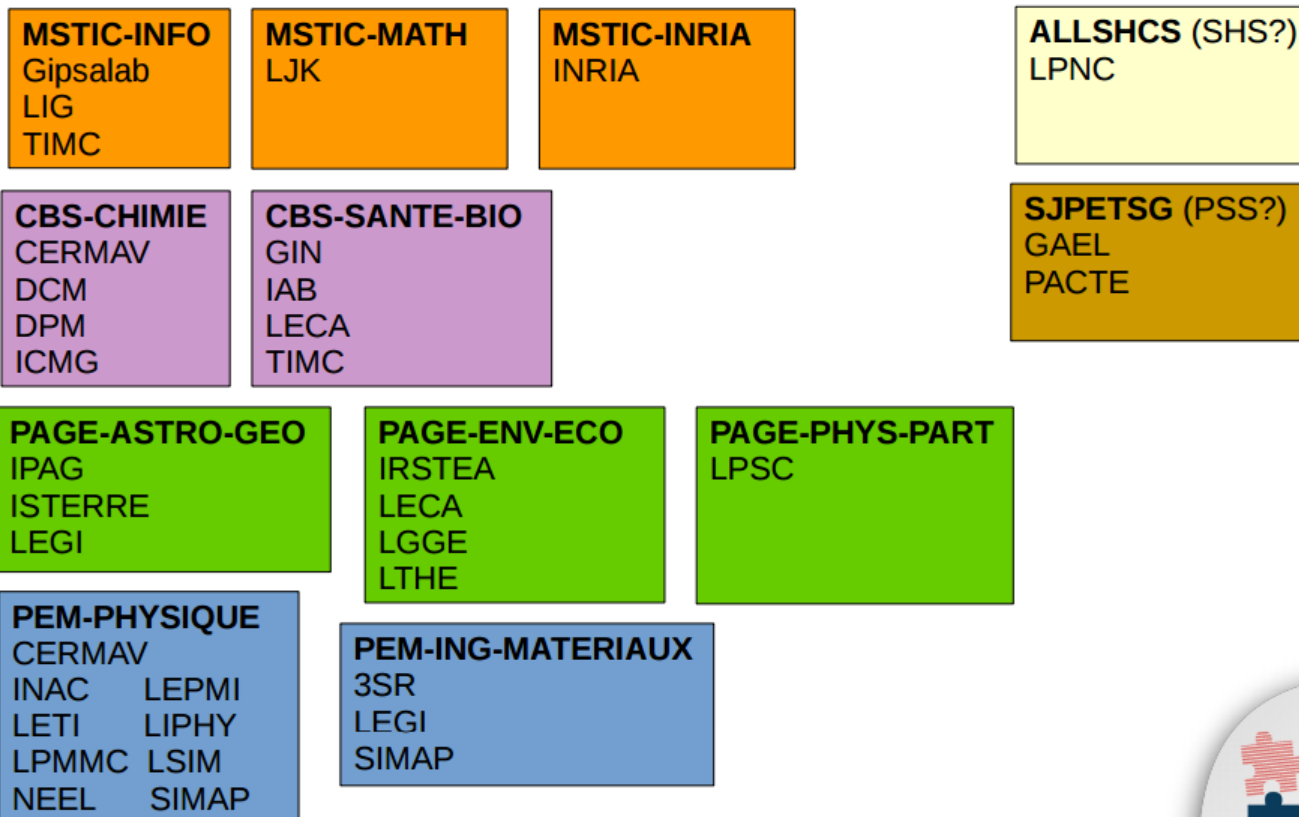 MSTIC-INFO
Gipsalab
LIG
TIMC
MSTIC-MATH
LJK
MSTIC-INRIA
INRIA
ALLSHCS (SHS?)
LPNC
CBS-CHIMIE
CERMAV
DCM
DPM
ICMG
CBS-SANTE-BIO
GIN
IAB
LECA
TIMC
SJPETSG (PSS?)
GAEL
PACTE
PAGE-ASTRO-GEO
IPAG
ISTERRE
LEGI
PAGE-ENV-ECO
IRSTEA
LECA
LGGE
LTHE
PAGE-PHYS-PART
LPSC
PEM-PHYSIQUE
CERMAV
INAC LEPMI
LETI LIPHY
LPMMC LSIM
NEEL SIMAP
PEM-ING-MATERIAUX
3SR
LEGI
SIMAP